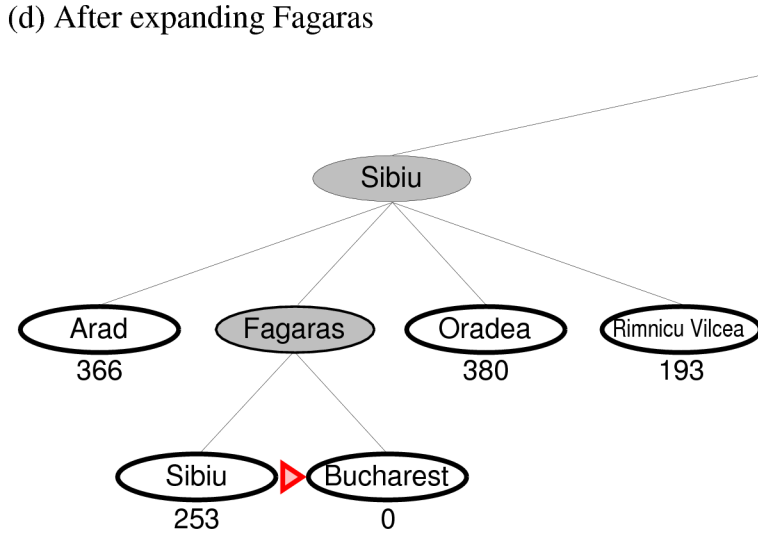 (d) After expanding Fagaras
Sibiu
Arad Fagaras Oradea Rimnicu Vilcea
366 380 193
Sibiu Bucharest
253 0